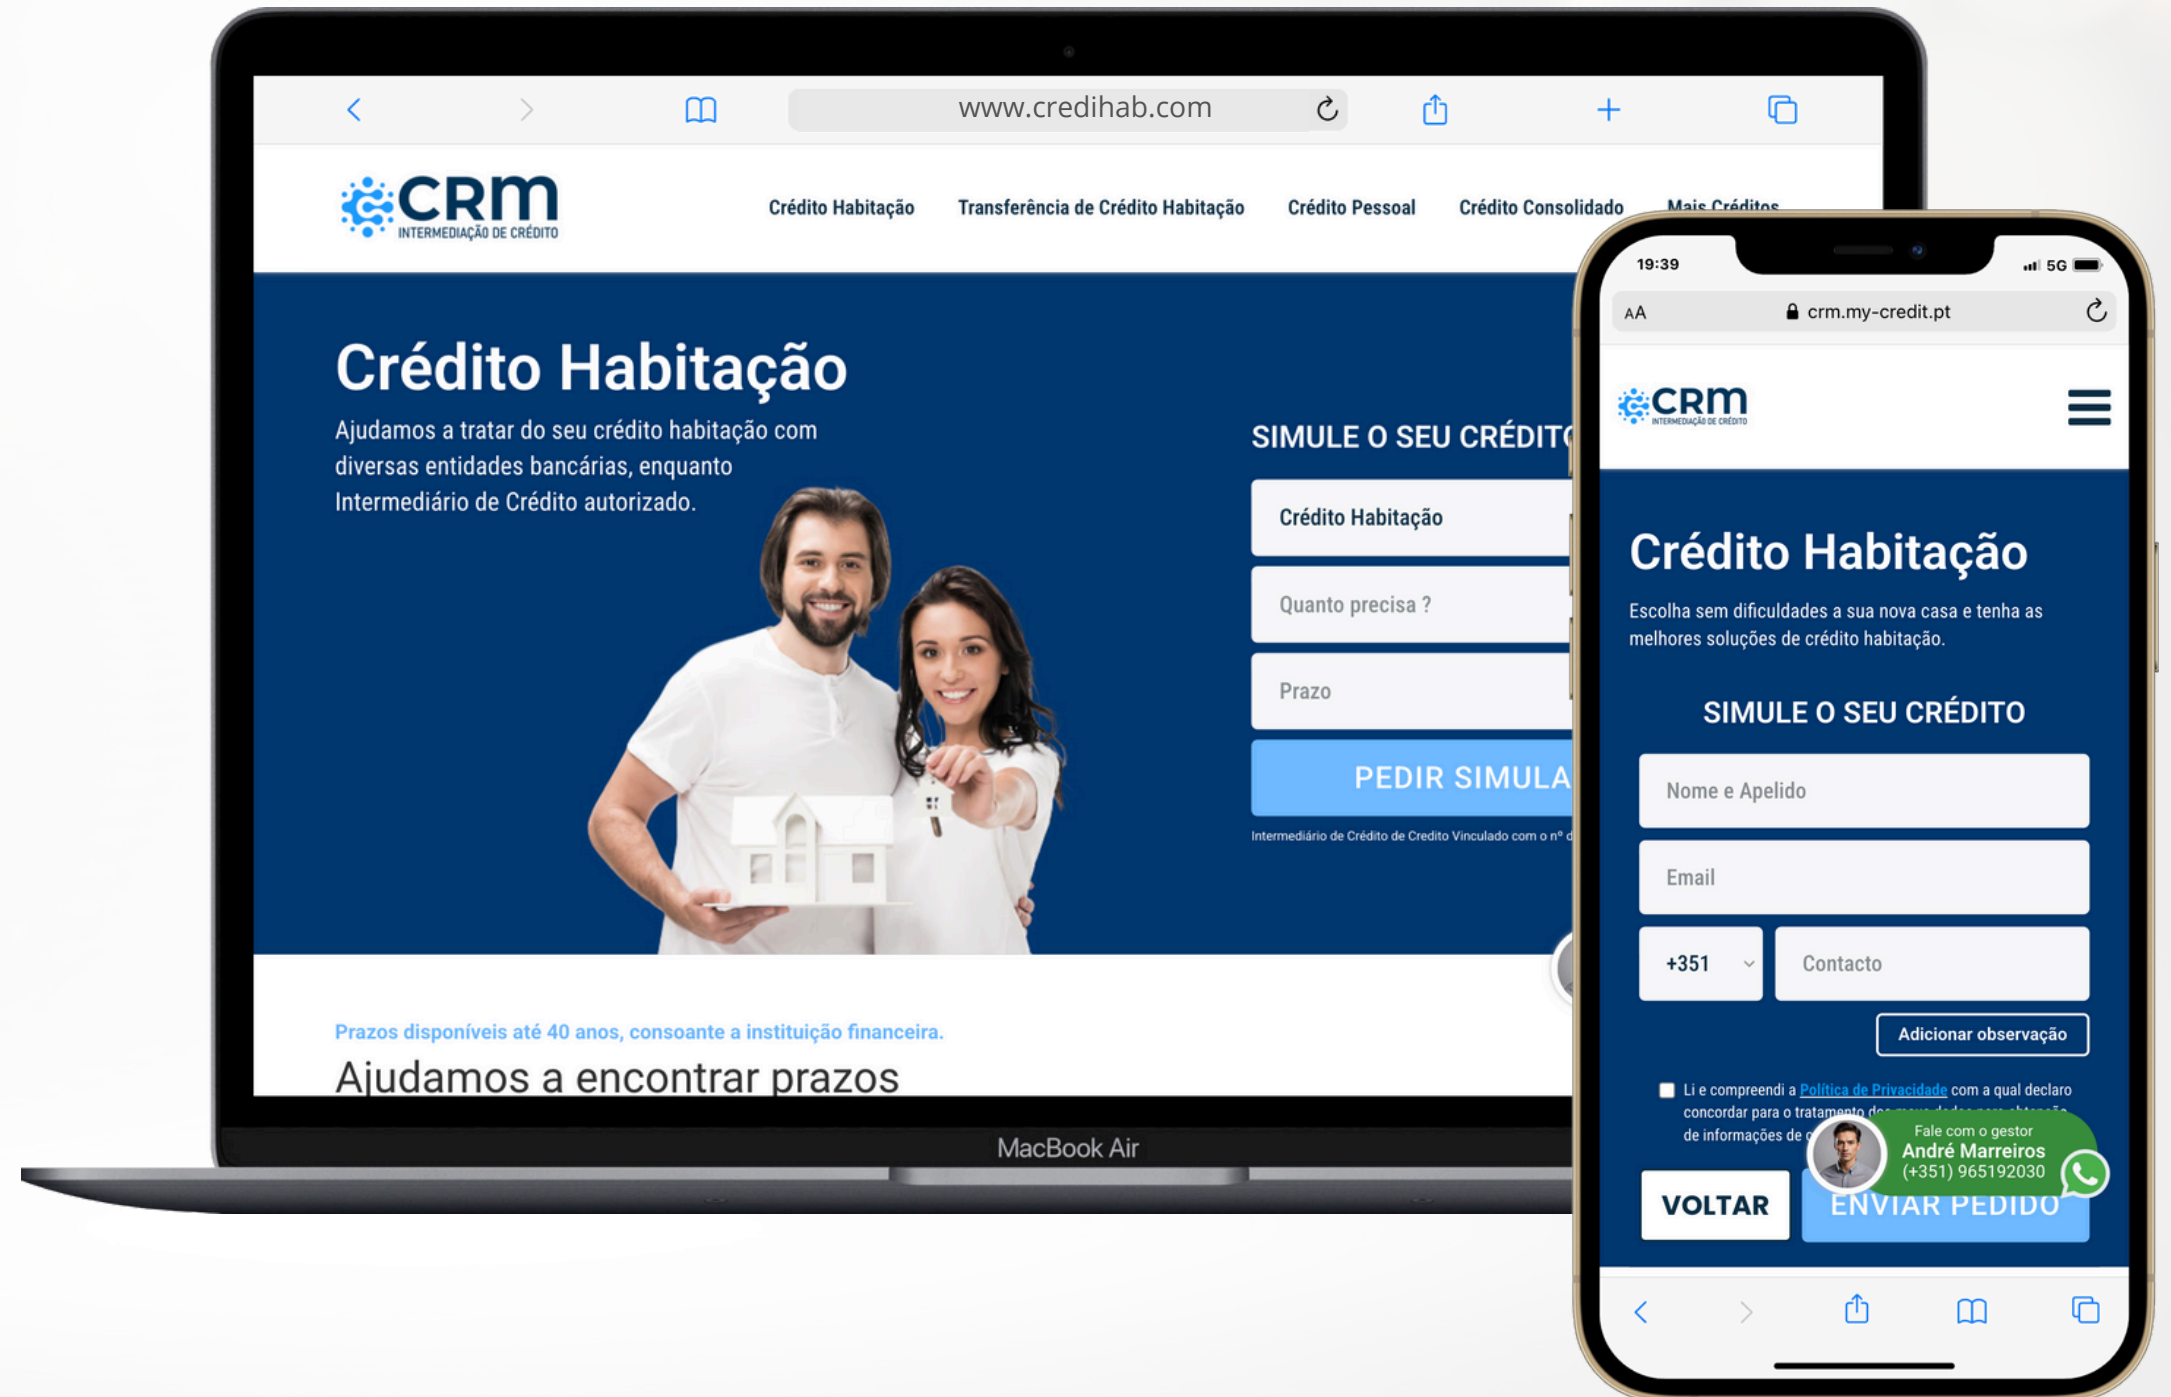 www.credihab.com
CRM
INTERMEDIAÇÃO DE CRÉDITO
Crédito Habitação
Transferência de Crédito Habitação
Crédito Pessoal
Crédito Consolidado
Mais Créditos
Crédito Habitação
Ajudamos a tratar do seu crédito habitação com
diversas entidades bancárias, enquanto
Intermediário de Crédito autorizado.
SIMULE O SEU CRÉDITO
Crédito Habitação
Quanto precisa ?
Prazo
PEDIR SIMULA
Intermediário de Crédito de Credito Vinculado com o nº d
Prazos disponíveis até 40 anos, consoante a instituição financeira.
Ajudamos a encontrar prazos
MacBook Air
19:39
5G
AA
crm.my-credit.pt
CRM
INTERMEDIAÇÃO DE CRÉDITO
Crédito Habitação
Escolha sem dificuldades a sua nova casa e tenha as
melhores soluções de crédito habitação.
SIMULE O SEU CRÉDITO
Nome e Apelido
Email
+351
Contacto
Adicionar observação
Li e compreendi a Política de Privacidade com a qual declaro
concordar para o tratamento dos meus dados para obtenção
de informações de
Fale com o gestor
André Marreiros
(+351) 965192030
VOLTAR
ENVIAR PEDIDO